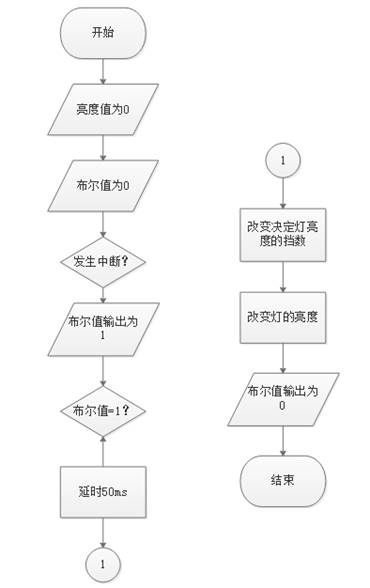 开始
亮度值为0
布尔值为0
发生中断？
布尔值输出为
1
布尔值=1？
延时50ms
1
1
改变决定灯亮
度的挡数
改变灯的亮度
布尔值输出为
0
结束